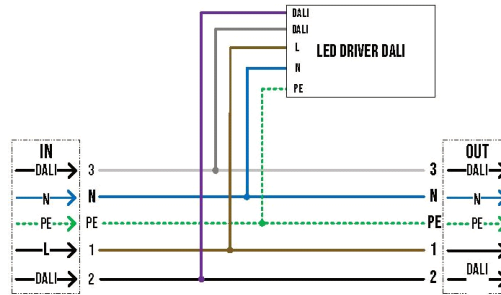 DALI
DALI
L
N
PE
LED DRIVER DALI
IN
OUT
DALI 3 3 DALI
N N N N
PE PE PE PE
L 1 1
DALI 2 2 DALI